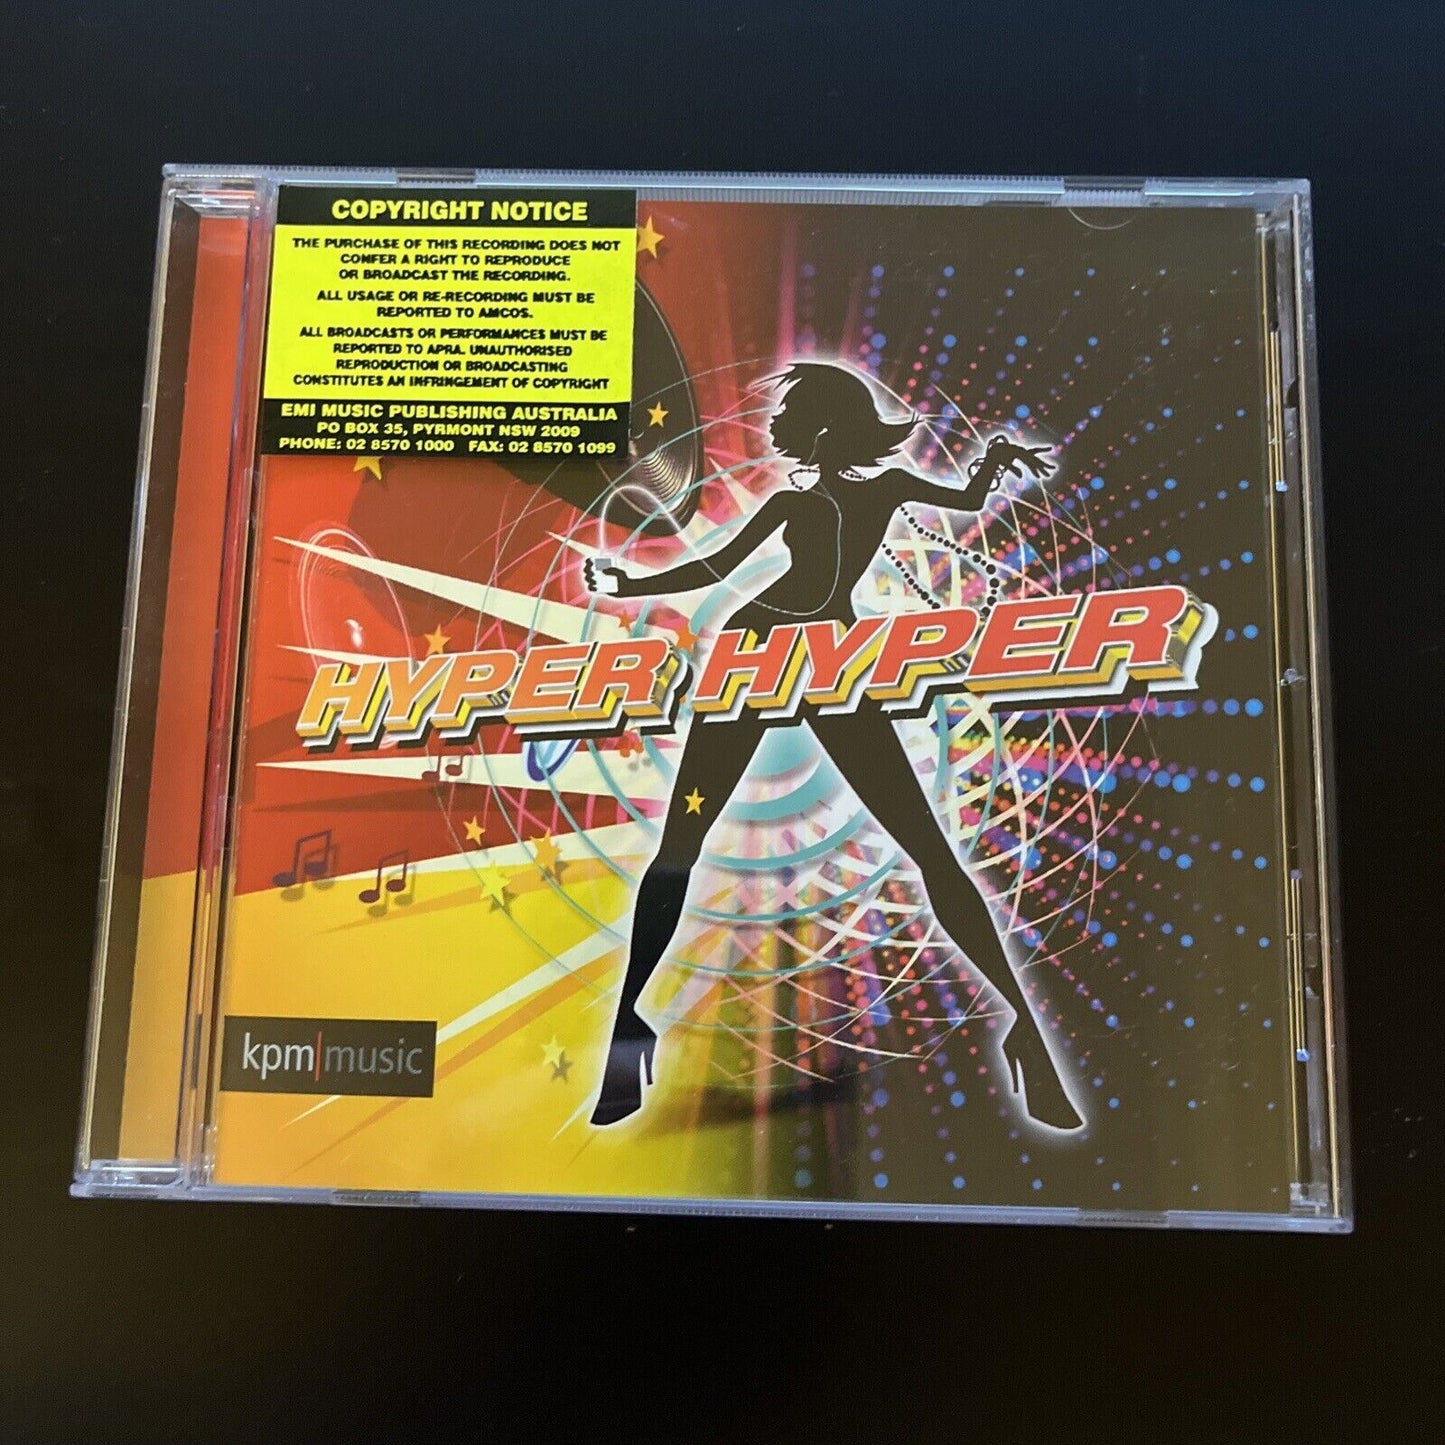 COPYRIGHT NOTICE
THE PURCHASE OF THIS RECORDING DOES NOT
CONFER A RIGHT TO REPRODUCE
OR BROADCAST THE RECORDING.
ALL USAGE OR RE-RECORDING MUST BE
REPORTED TO AMCOS.
ALL BROADCASTS OR PERFORMANCES MUST BE
REPORTED TO APRA. UNAUTHORISED
REPRODUCTION OR BROADCASTING
CONSTITUTES AN INFRINGEMENT OF COPYRIGHT
EMI MUSIC PUBLISHING AUSTRALIA
PO BOX 35, PYRMONT NSW 2009
PHONE: 02 8570 1000 FAX: 02 8570 1099
HYPER HYPER
kpm|music